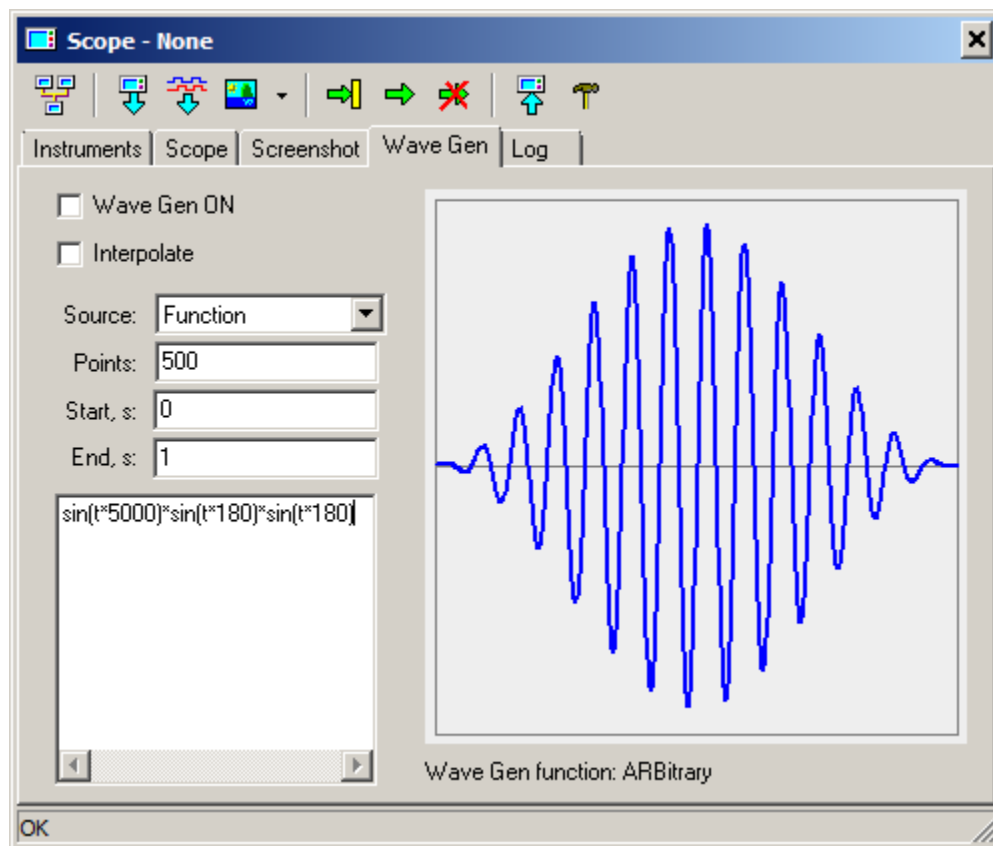 Scope - None
Instruments Scope Screenshot Wave Gen Log
Wave Gen ON
Interpolate
Source: Function
Points: 500
Start, s: 0
End, s: 1
sin(t*5000)*sin(t*180)*sin(t*180)
Wave Gen function: ARBitrary
OK